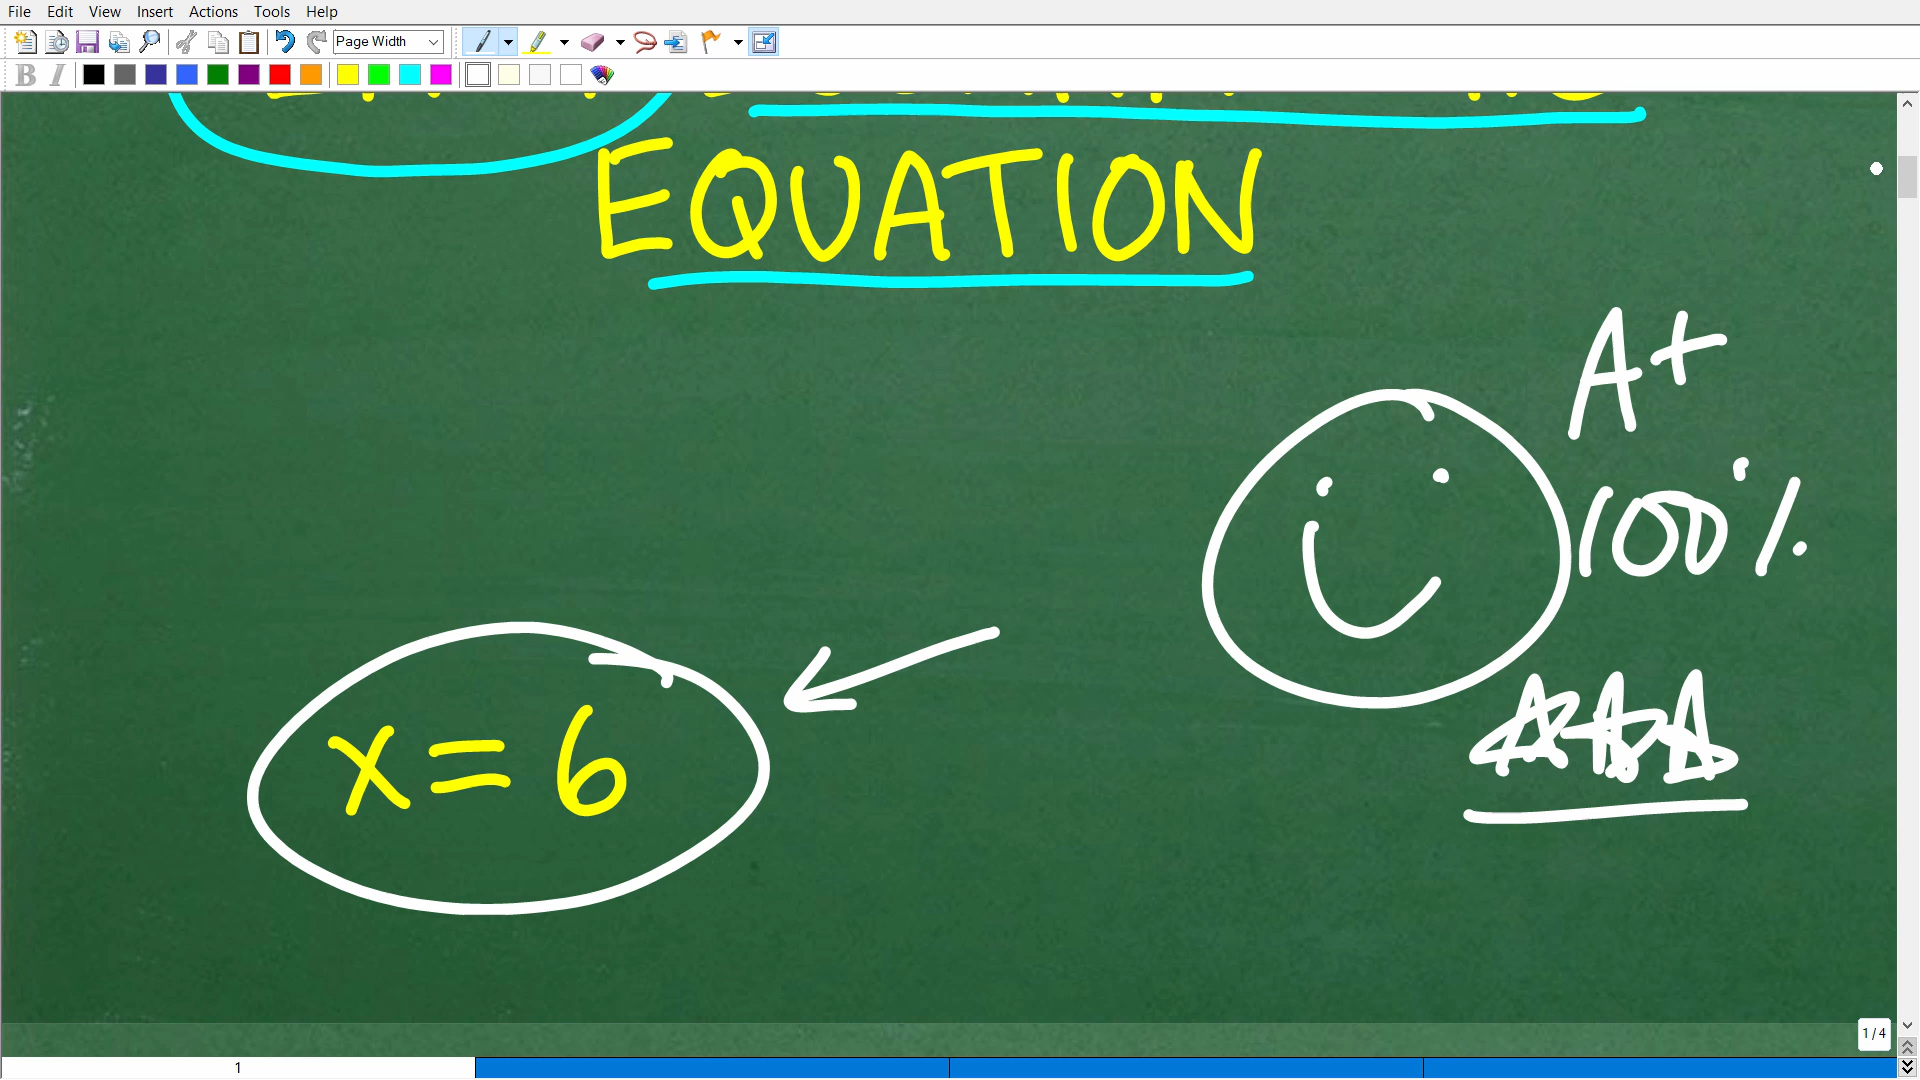 File Edit View Insert Actions Tools Help
Page Width
B I
EQUATION
A+
100%
x = 6
1 / 4
1